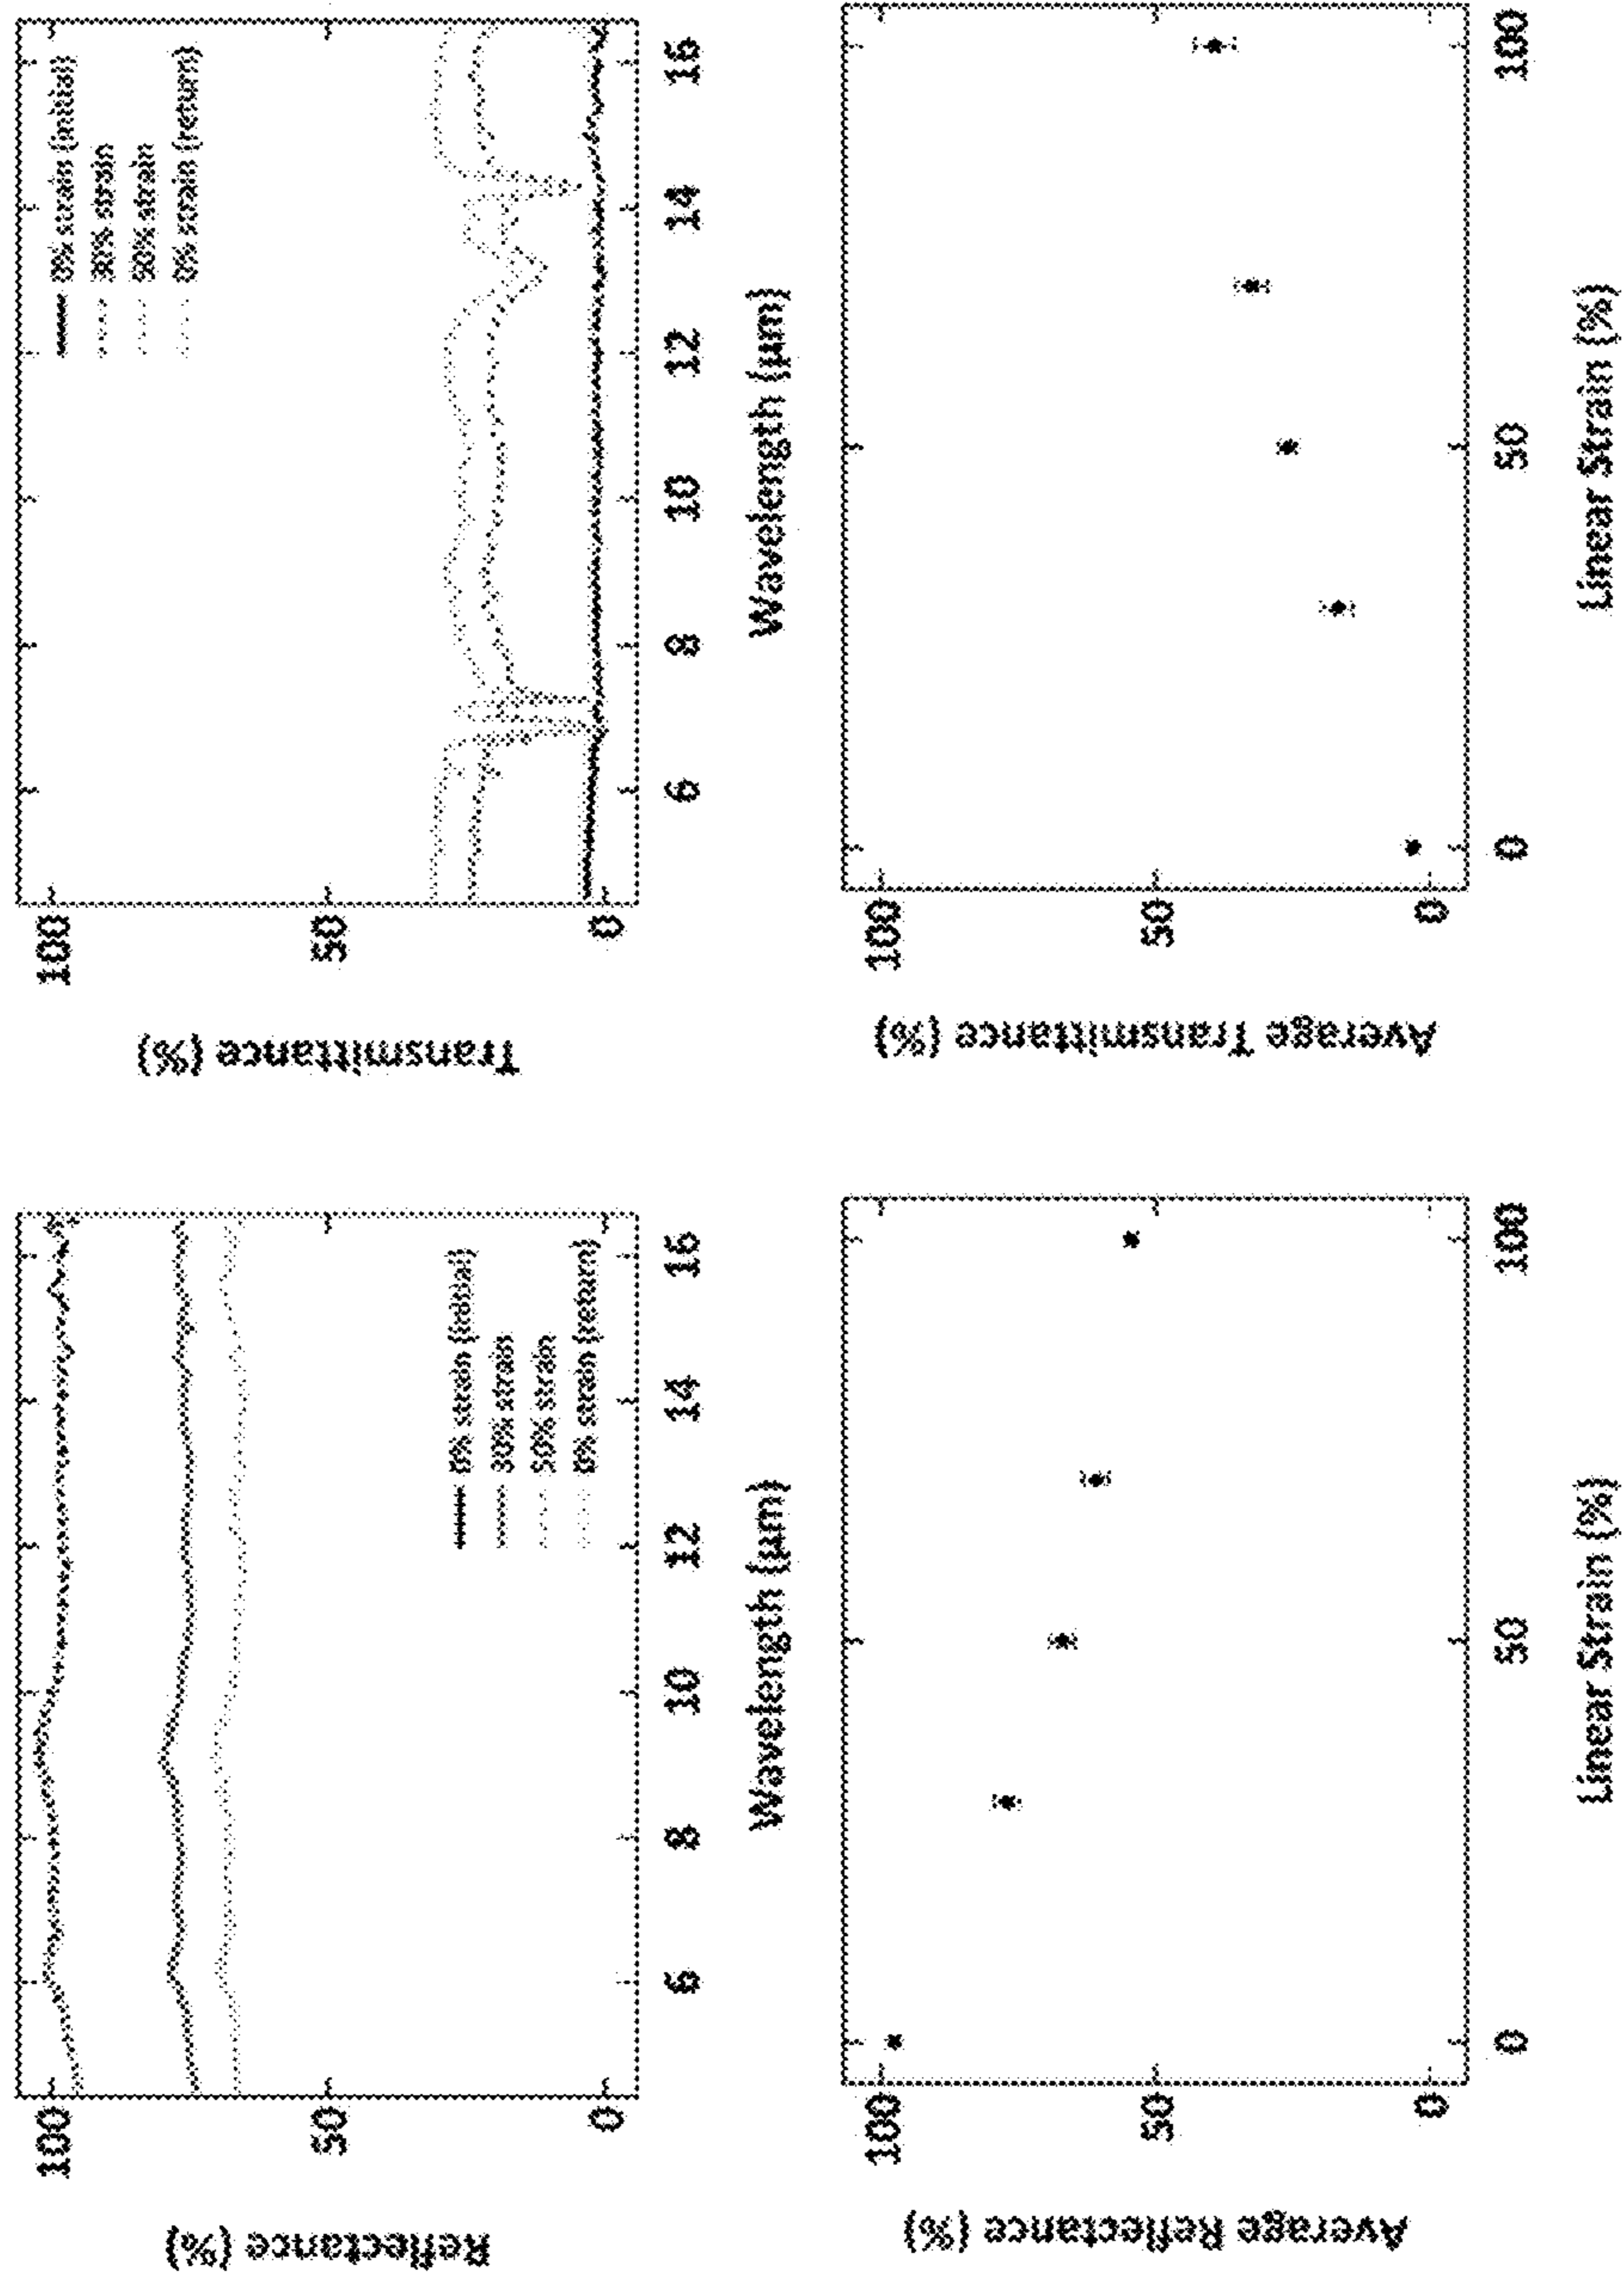 Reflectance (%)
100
50
0
0% strain (initial)
30% strain
50% strain
0% strain (return)
6
8
10
12
14
16
Wavelength (µm)
Transmittance (%)
100
50
0
0% strain (initial)
30% strain
50% strain
0% strain (return)
6
8
10
12
14
16
Wavelength (µm)
Average Reflectance (%)
100
50
0
0
50
100
Linear Strain (%)
Average Transmittance (%)
100
50
0
0
50
100
Linear Strain (%)